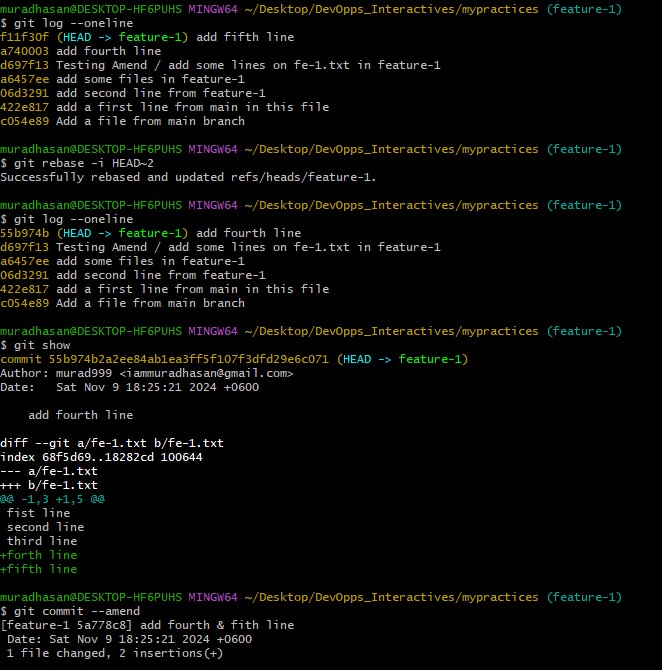 muradhasan@DESKTOP-HF6PUHS MINGW64 ~/Desktop/DevOpps_Interactives/mypractices (feature-1)
$ git log --oneline
f11f30f (HEAD -> feature-1) add fifth line
a740003 add fourth line
d697f13 Testing Amend / add some lines on fe-1.txt in feature-1
a6457ee add some files in feature-1
06d3291 add second line from feature-1
422e817 add a first line from main in this file
c054e89 Add a file from main branch
muradhasan@DESKTOP-HF6PUHS MINGW64 ~/Desktop/DevOpps_Interactives/mypractices (feature-1)
$ git rebase -i HEAD~2
Successfully rebased and updated refs/heads/feature-1.
muradhasan@DESKTOP-HF6PUHS MINGW64 ~/Desktop/DevOpps_Interactives/mypractices (feature-1)
$ git log --oneline
55b974b (HEAD -> feature-1) add fourth line
d697f13 Testing Amend / add some lines on fe-1.txt in feature-1
a6457ee add some files in feature-1
06d3291 add second line from feature-1
422e817 add a first line from main in this file
c054e89 Add a file from main branch
muradhasan@DESKTOP-HF6PUHS MINGW64 ~/Desktop/DevOpps_Interactives/mypractices (feature-1)
$ git show
commit 55b974b2a2ee84ab1ea3ff5f107f3dfd29e6c071 (HEAD -> feature-1)
Author: murad999 <iammuradhasan@gmail.com>
Date:   Sat Nov 9 18:25:21 2024 +0600
    add fourth line
diff --git a/fe-1.txt b/fe-1.txt
index 68f5d69..18282cd 100644
--- a/fe-1.txt
+++ b/fe-1.txt
@@ -1,3 +1,5 @@
 fist line
 second line
 third line
+forth line
+fifth line
muradhasan@DESKTOP-HF6PUHS MINGW64 ~/Desktop/DevOpps_Interactives/mypractices (feature-1)
$ git commit --amend
[feature-1 5a778c8] add fourth & fith line
 Date: Sat Nov 9 18:25:21 2024 +0600
 1 file changed, 2 insertions(+)